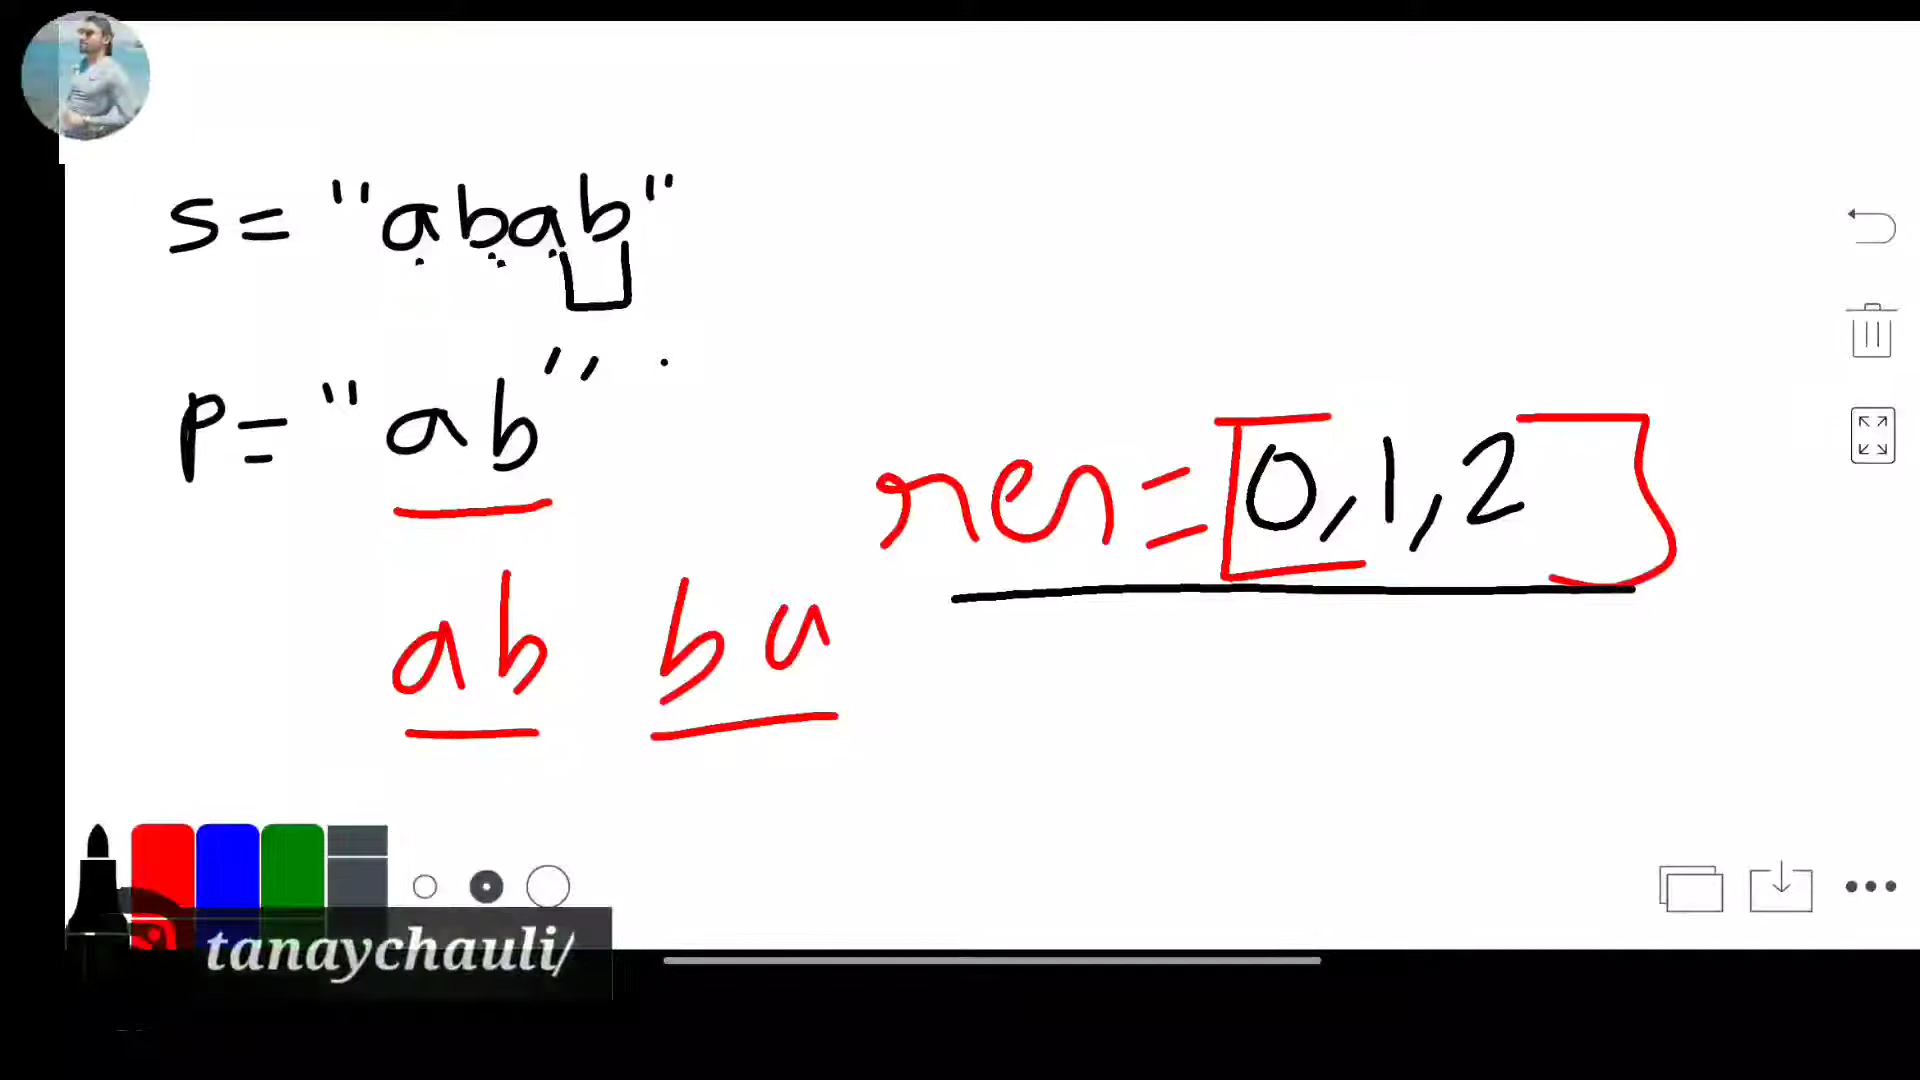 s = "abab"
p = "ab"
res = [0,1,2]
ab ba
tanaychauli/